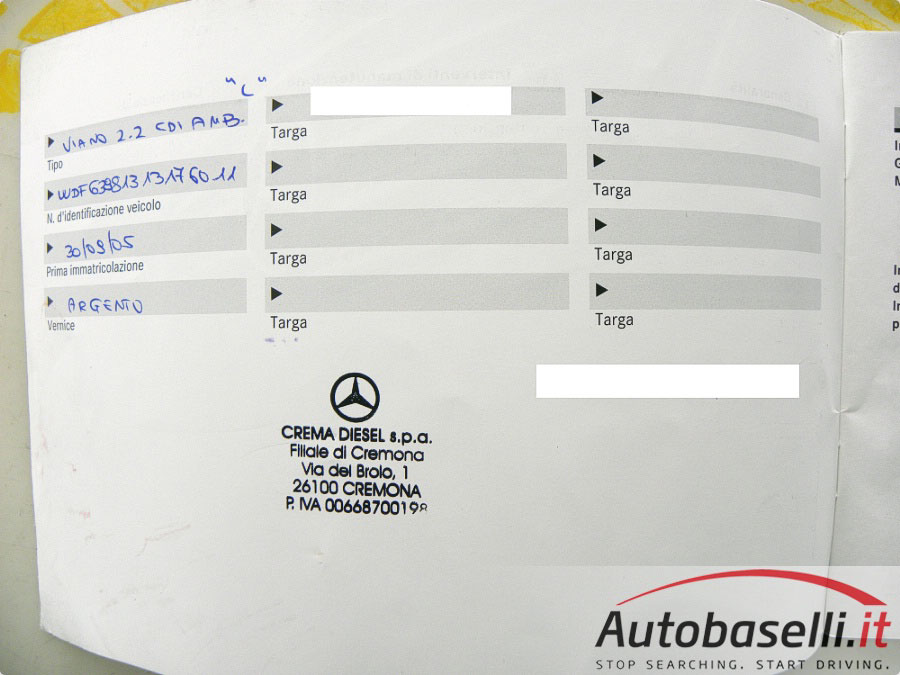 "L"
VIANO 2.2 CDI AMB.
Tipo
WDF63981313176011
N. d'identificazione veicolo
30/09/05
Prima immatricolazione
ARGENTO
Vernice
Targa
Targa
Targa
Targa
Targa
Targa
Targa
Targa
CREMA DIESEL s.p.a.
Filiale di Cremona
Via del Brolo, 1
26100 CREMONA
P. IVA 00668700198
Autobaselli.it
STOP SEARCHING. START DRIVING.